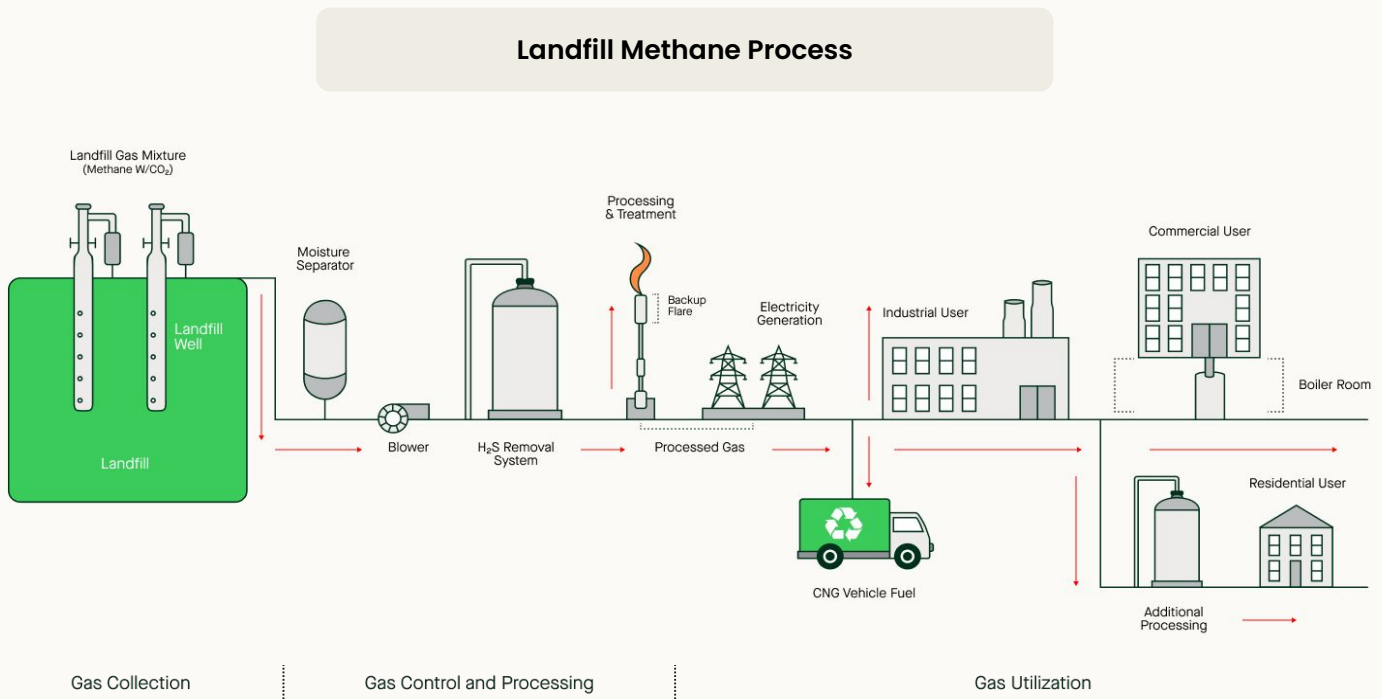 Landfill Methane Process
Landfill Gas Mixture
(Methane W/CO₂)
Landfill
Well
Landfill
Moisture
Separator
Blower
H₂S Removal
System
Processing
& Treatment
Backup
Flare
Processed Gas
Electricity
Generation
Industrial User
CNG Vehicle Fuel
Commercial User
Boiler Room
Residential User
Additional
Processing
Gas Collection
Gas Control and Processing
Gas Utilization